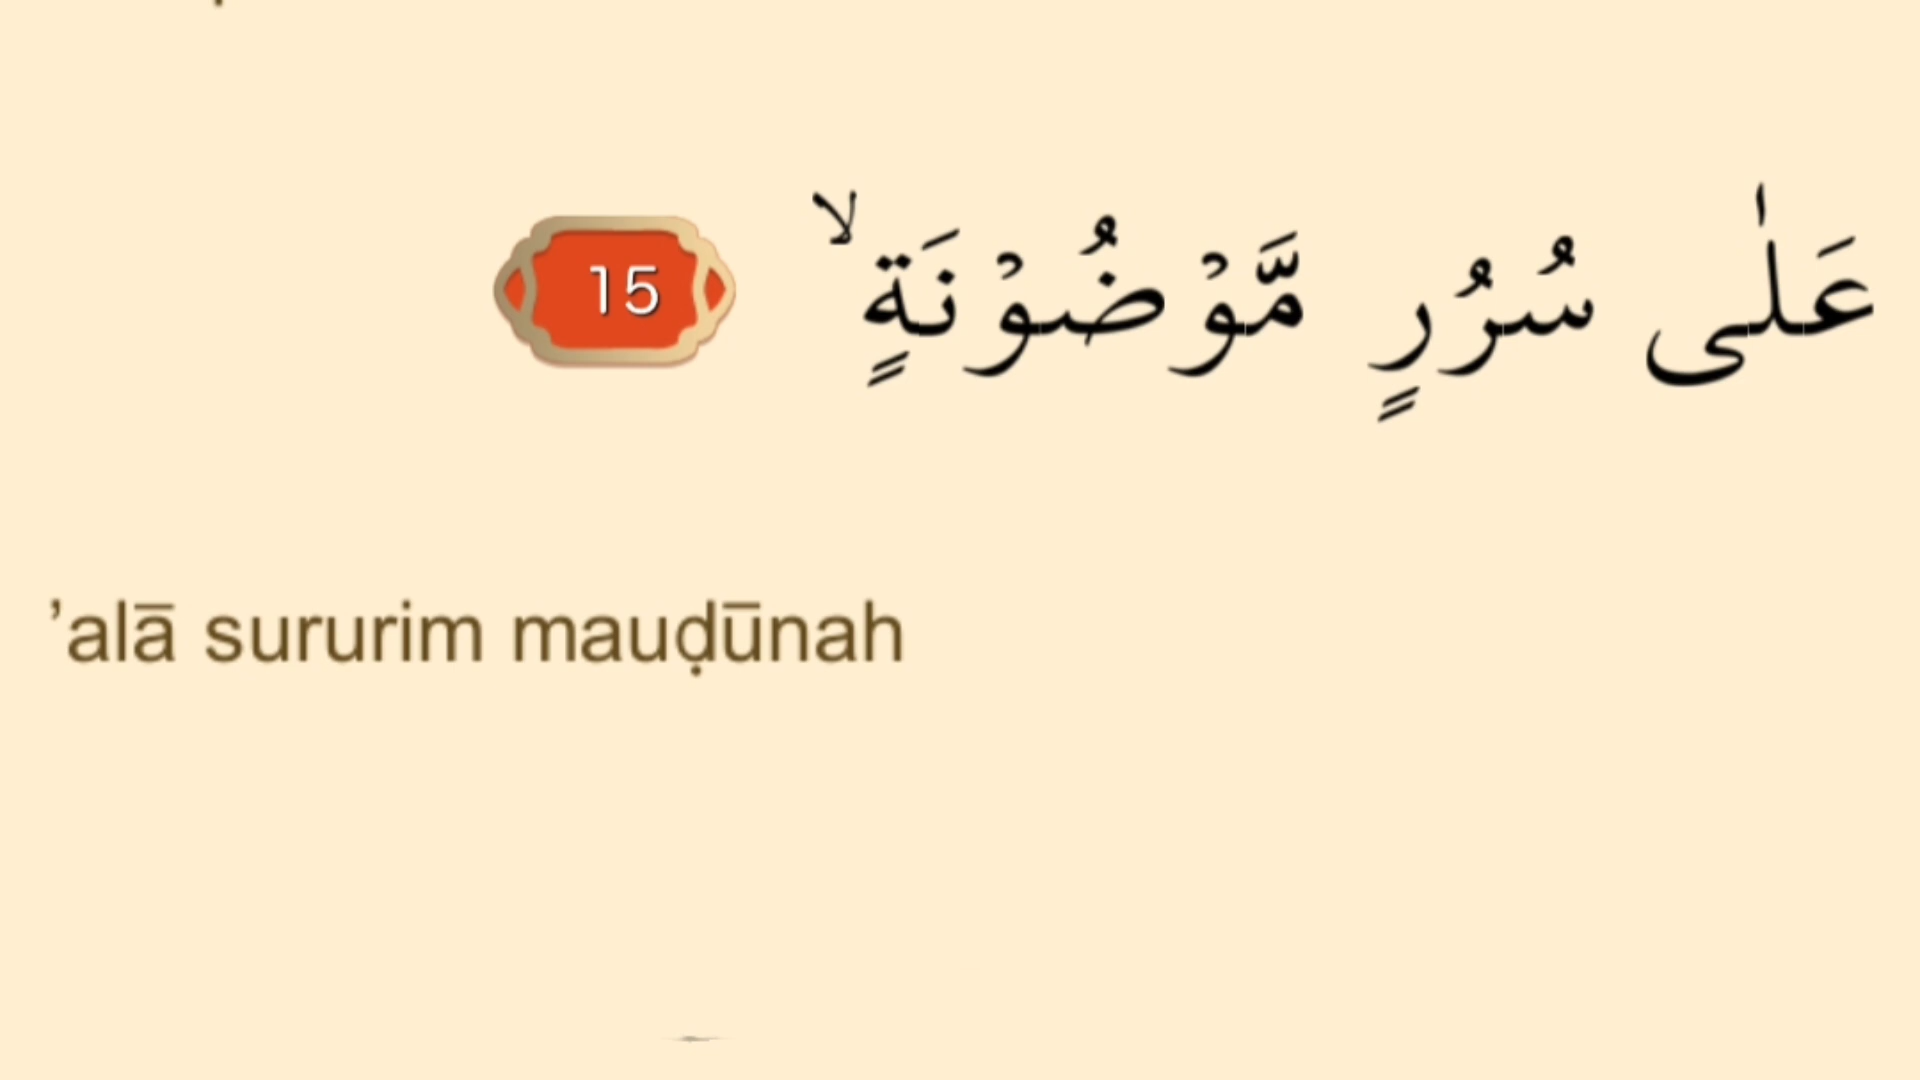 عَلٰى سُرُرٍ مَّوْضُوْنَةٍ ۙ 15
’alā sururim mauḍūnah